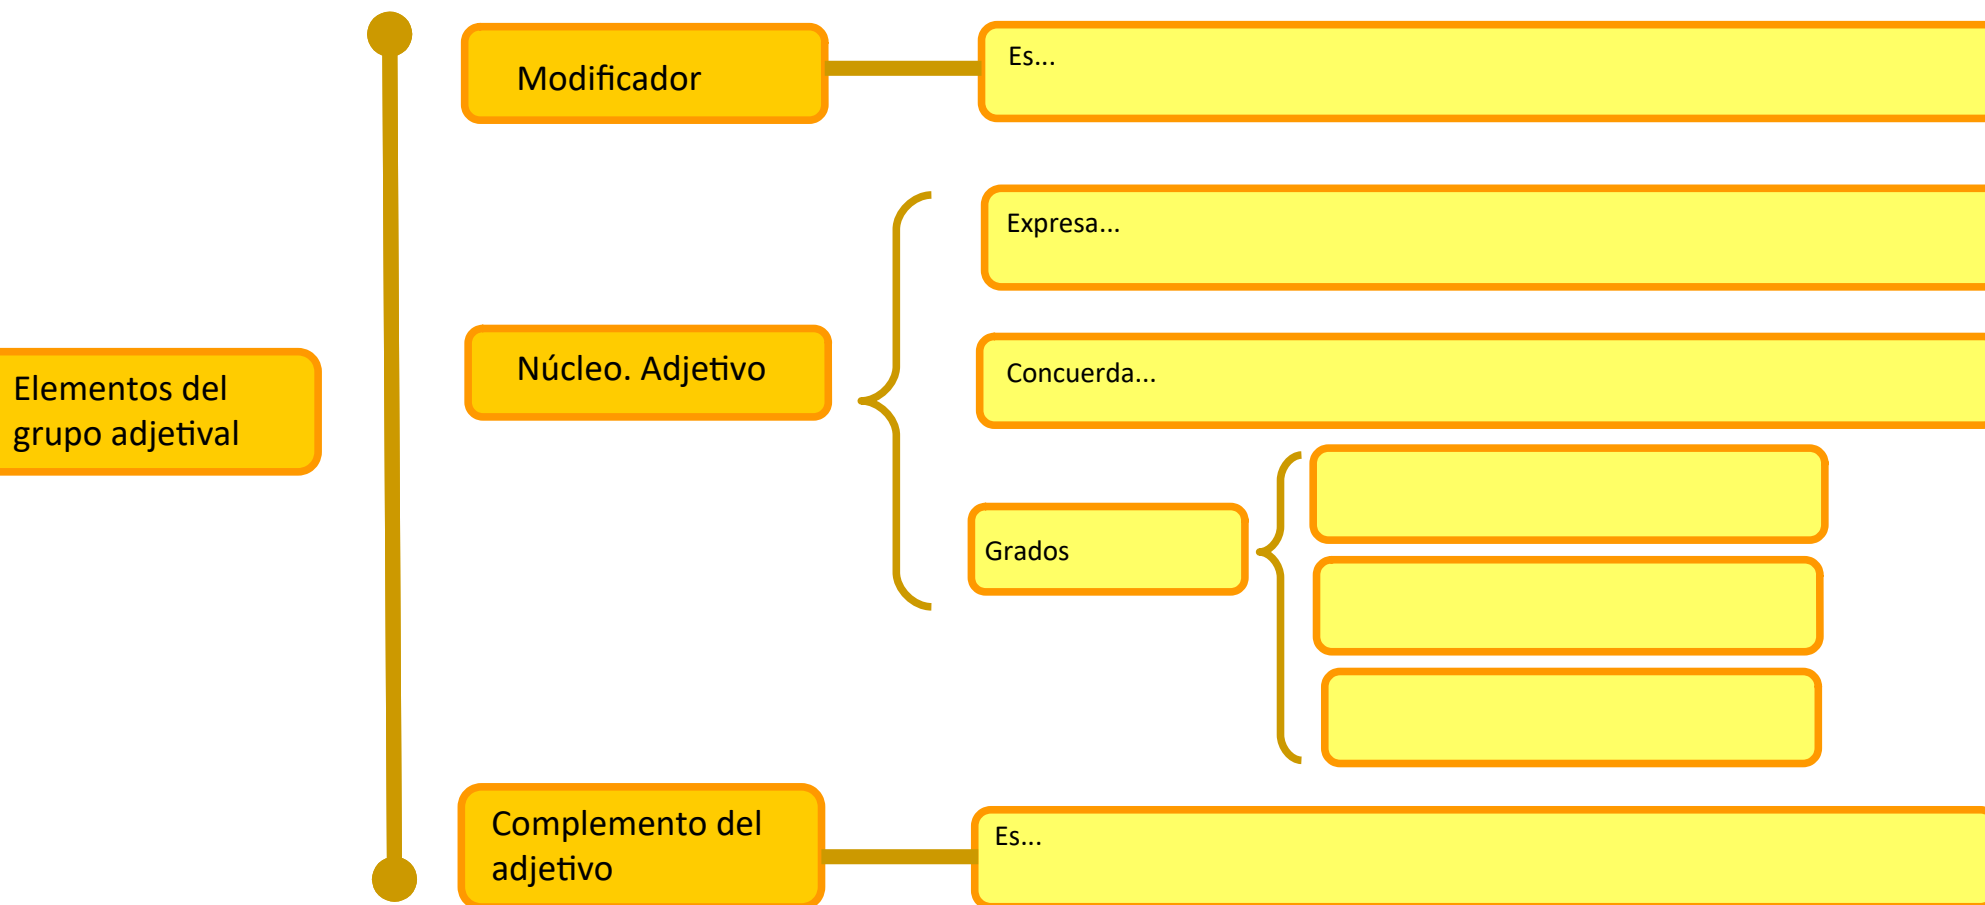 Modificador
Es...
Expresa...
Núcleo. Adjetivo
Concuerda...
Elementos del
grupo adjetival
Grados
Complemento del
adjetivo
Es...